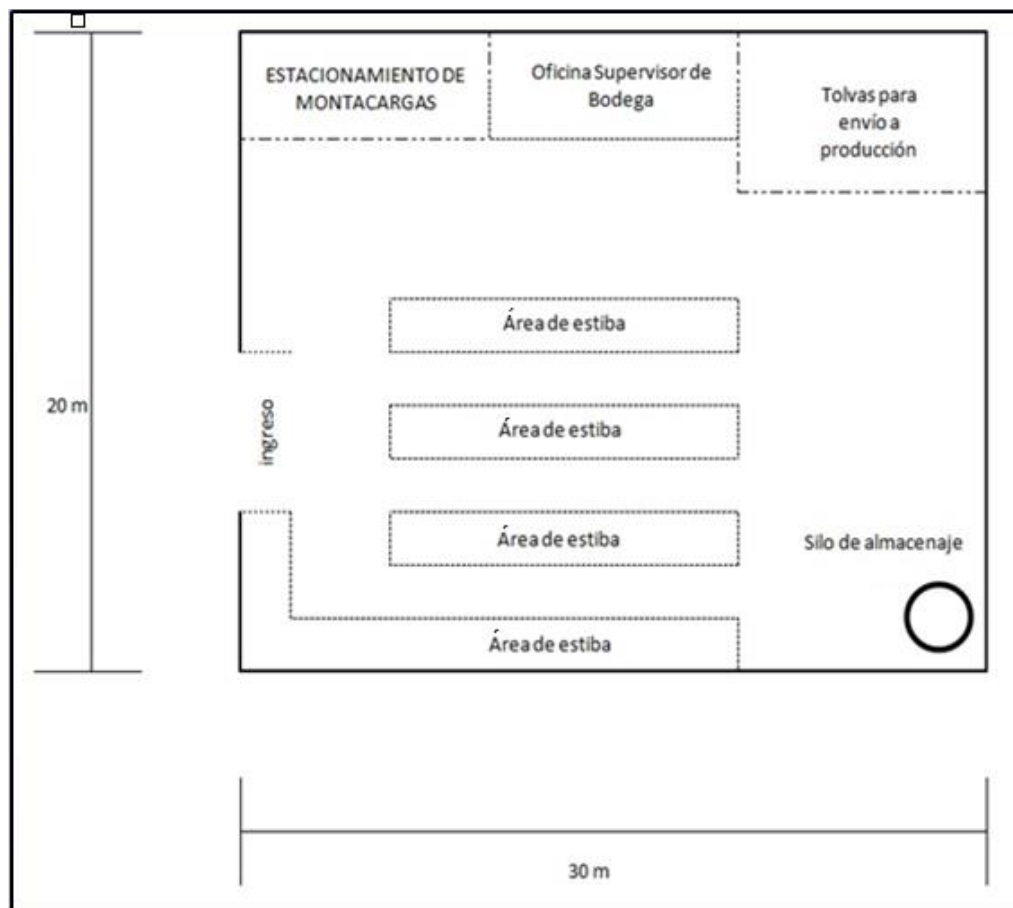 ESTACIONAMIENTO DE
MONTACARGAS
Oficina Supervisor de
Bodega
Tolvas para
envío a
producción
Área de estiba
20 m
ingreso
Área de estiba
Área de estiba
Silo de almacenaje
Área de estiba
30 m